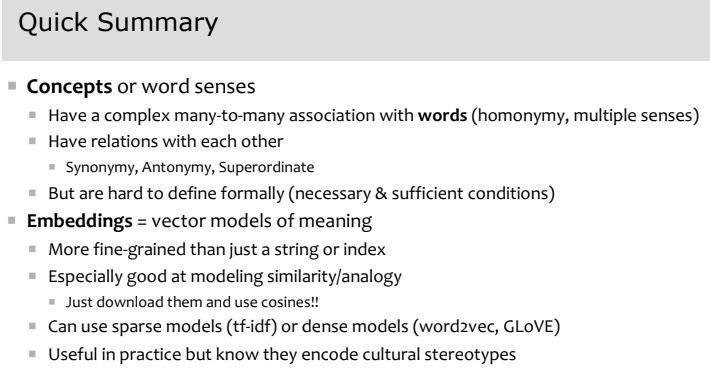 Quick Summary
Concepts or word senses
Have a complex many-to-many association with words (homonymy, multiple senses)
Have relations with each other
Synonymy, Antonymy, Superordinate
But are hard to define formally (necessary & sufficient conditions)
Embeddings = vector models of meaning
More fine-grained than just a string or index
Especially good at modeling similarity/analogy
Just download them and use cosines!!
Can use sparse models (tf-idf) or dense models (word2vec, GLoVE)
Useful in practice but know they encode cultural stereotypes